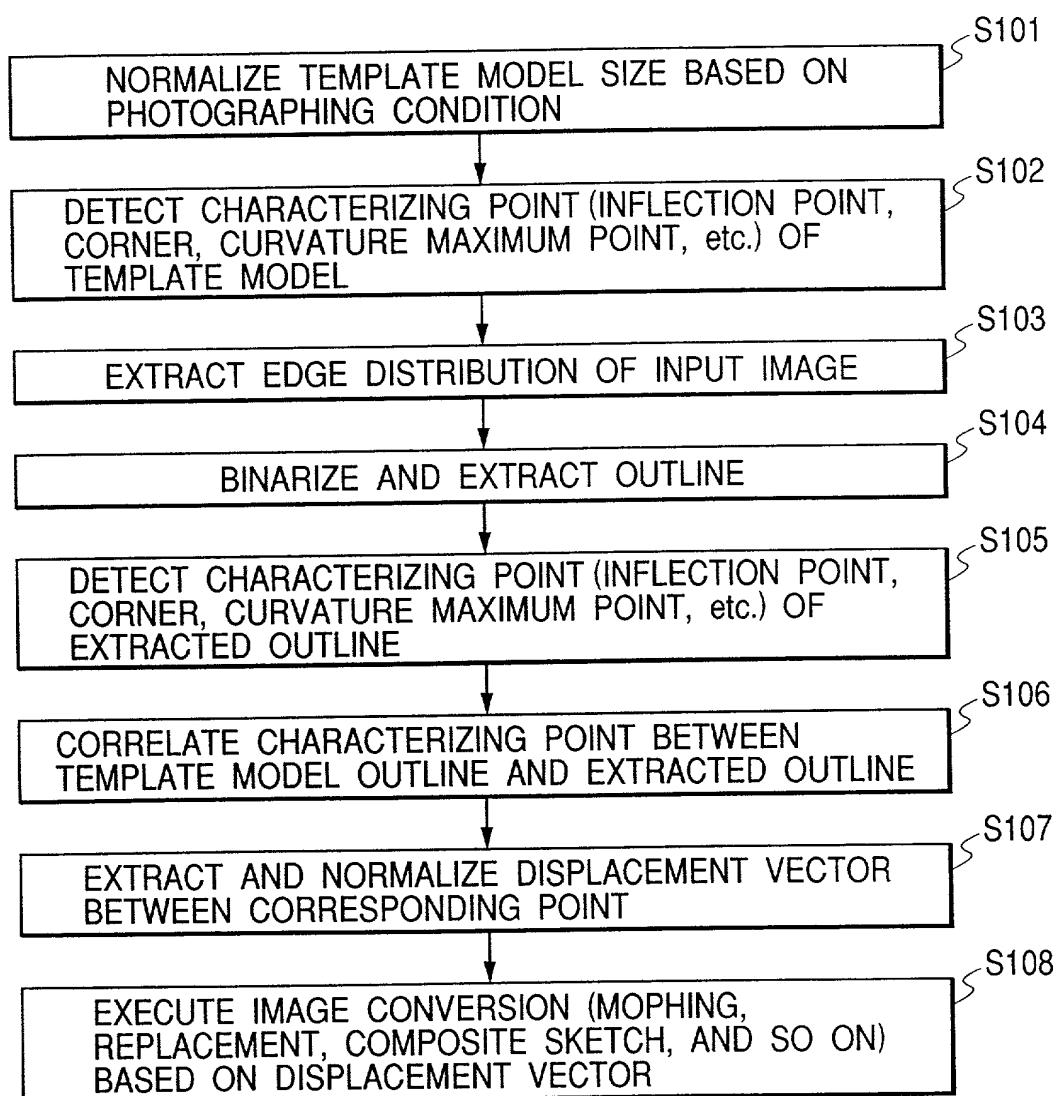 S101
NORMALIZE TEMPLATE MODEL SIZE BASED ON
PHOTOGRAPHING CONDITION
S102
DETECT CHARACTERIZING POINT (INFLECTION POINT,
CORNER, CURVATURE MAXIMUM POINT, etc.) OF
TEMPLATE MODEL
S103
EXTRACT EDGE DISTRIBUTION OF INPUT IMAGE
S104
BINARIZE AND EXTRACT OUTLINE
S105
DETECT CHARACTERIZING POINT (INFLECTION POINT,
CORNER, CURVATURE MAXIMUM POINT, etc.) OF
EXTRACTED OUTLINE
S106
CORRELATE CHARACTERIZING POINT BETWEEN
TEMPLATE MODEL OUTLINE AND EXTRACTED OUTLINE
S107
EXTRACT AND NORMALIZE DISPLACEMENT VECTOR
BETWEEN CORRESPONDING POINT
S108
EXECUTE IMAGE CONVERSION (MOPHING,
REPLACEMENT, COMPOSITE SKETCH, AND SO ON)
BASED ON DISPLACEMENT VECTOR